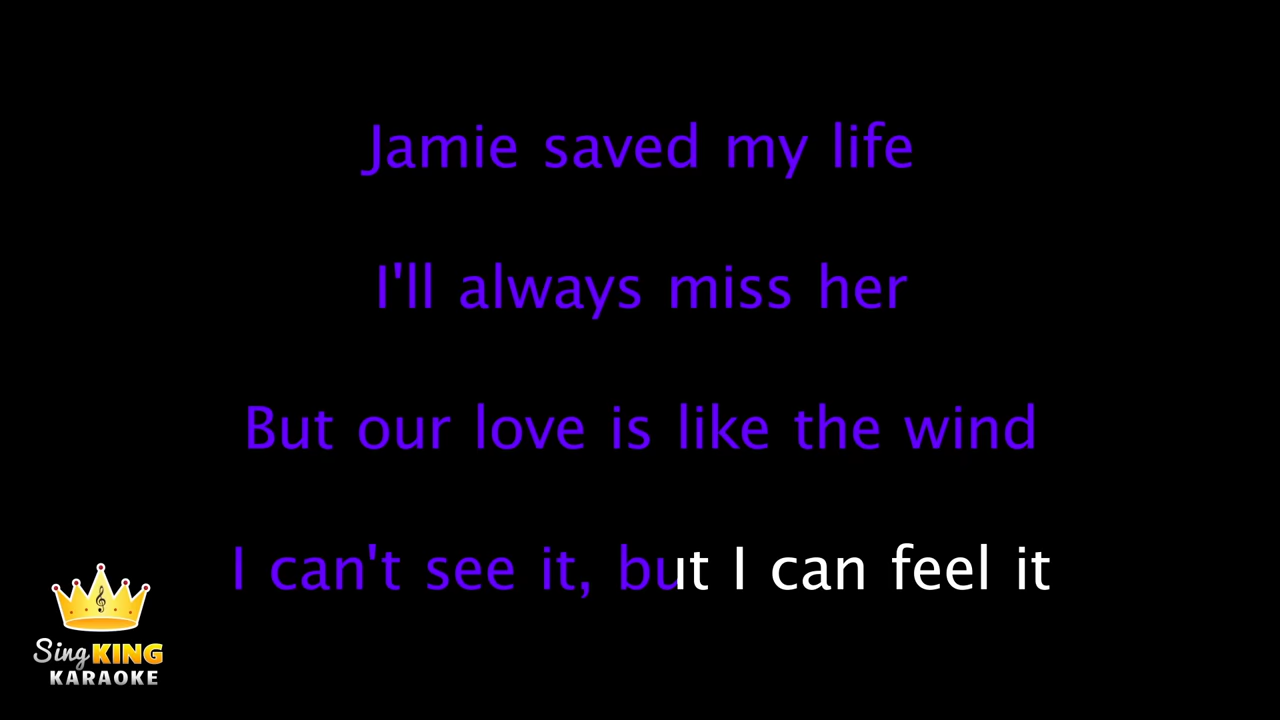 Jamie saved my life
I'll always miss her
But our love is like the wind
I can't see it, but I can feel it
Sing KING
KARAOKE